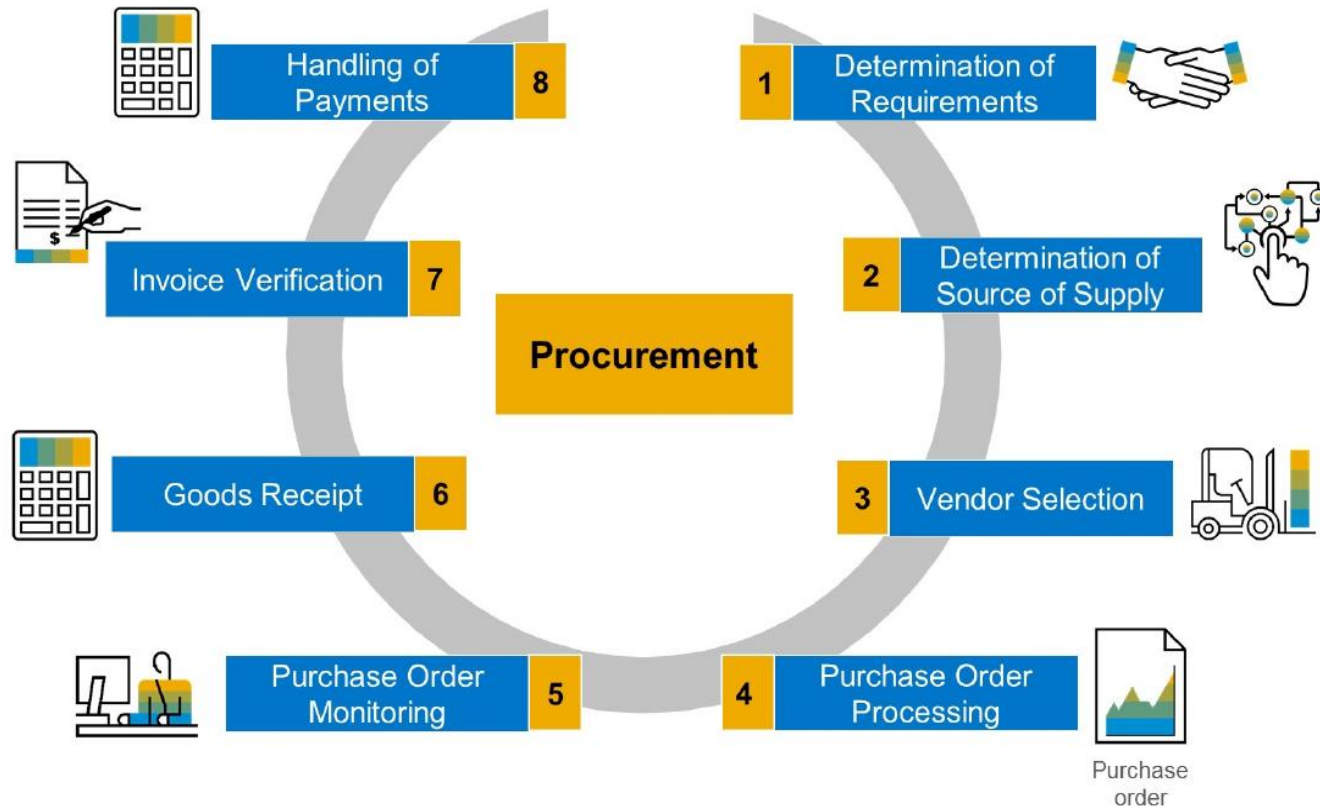 Procurement
1
Determination of
Requirements
2
Determination of
Source of Supply
3
Vendor Selection
4
Purchase Order
Processing
Purchase
order
5
Purchase Order
Monitoring
6
Goods Receipt
7
Invoice Verification
$
8
Handling of
Payments